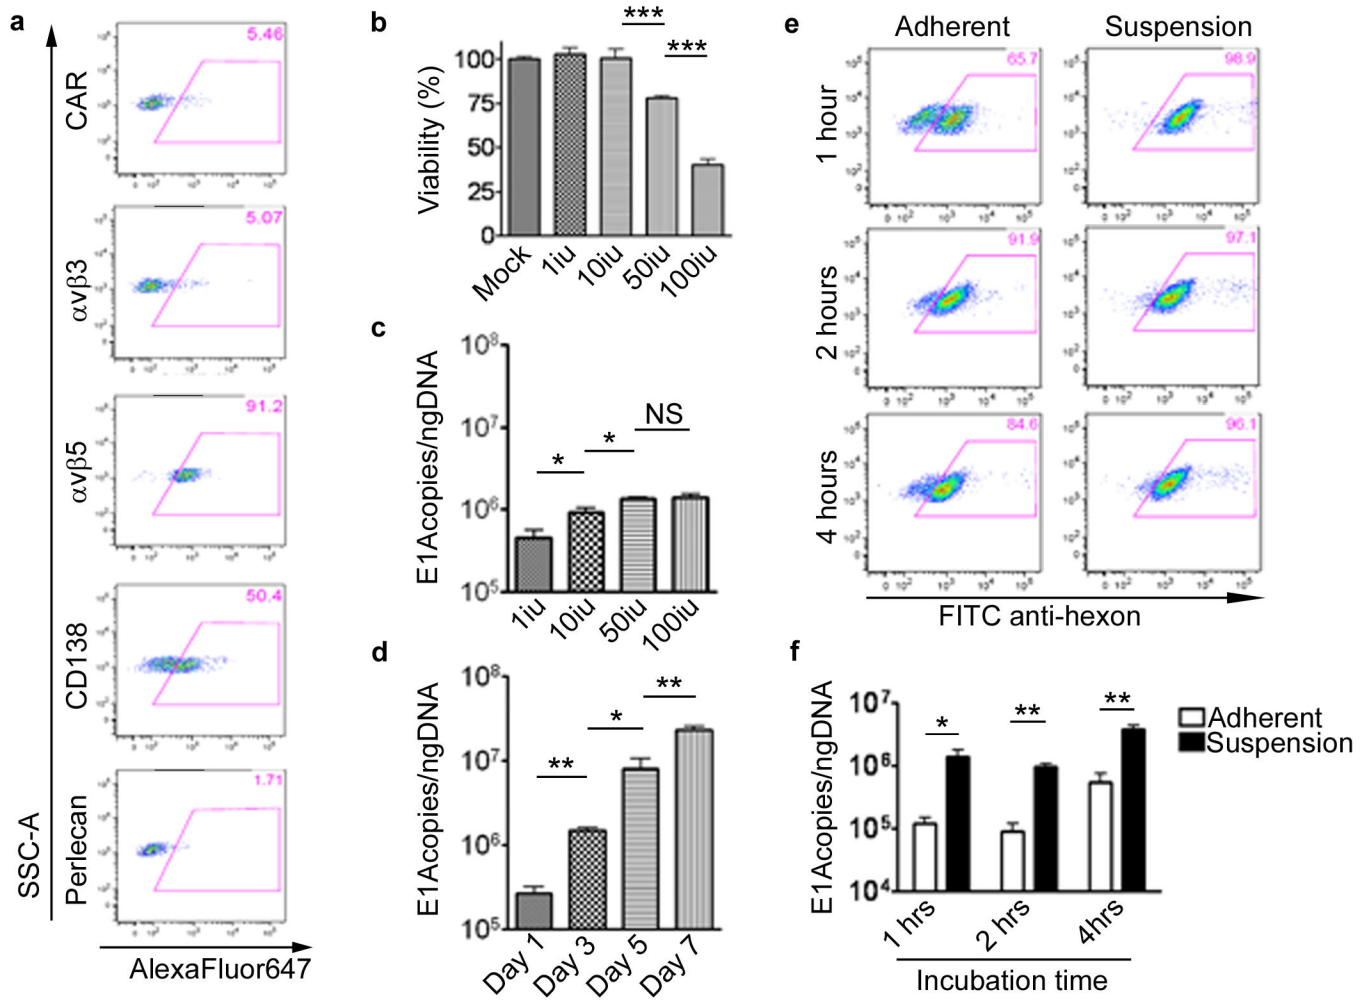 a
CAR
5.46
αvβ3
5.07
αvβ5
91.2
CD138
50.4
Perlecan
1.71
SSC-A
AlexaFluor647
b
Viability (%)
100
75
50
25
0
***
***
Mock
1iu
10iu
50iu
100iu
c
E1Acopies/ngDNA
10⁸
10⁷
10⁶
10⁵
*
*
NS
1iu
10iu
50iu
100iu
d
E1Acopies/ngDNA
10⁸
10⁷
10⁶
10⁵
**
*
**
Day 1
Day 3
Day 5
Day 7
e
Adherent
Suspension
1 hour
65.7
98.9
2 hours
91.9
97.1
4 hours
84.6
96.1
FITC anti-hexon
f
E1Acopies/ngDNA
10⁷
10⁶
10⁵
10⁴
*
**
**
Adherent
Suspension
1 hrs
2 hrs
4hrs
Incubation time